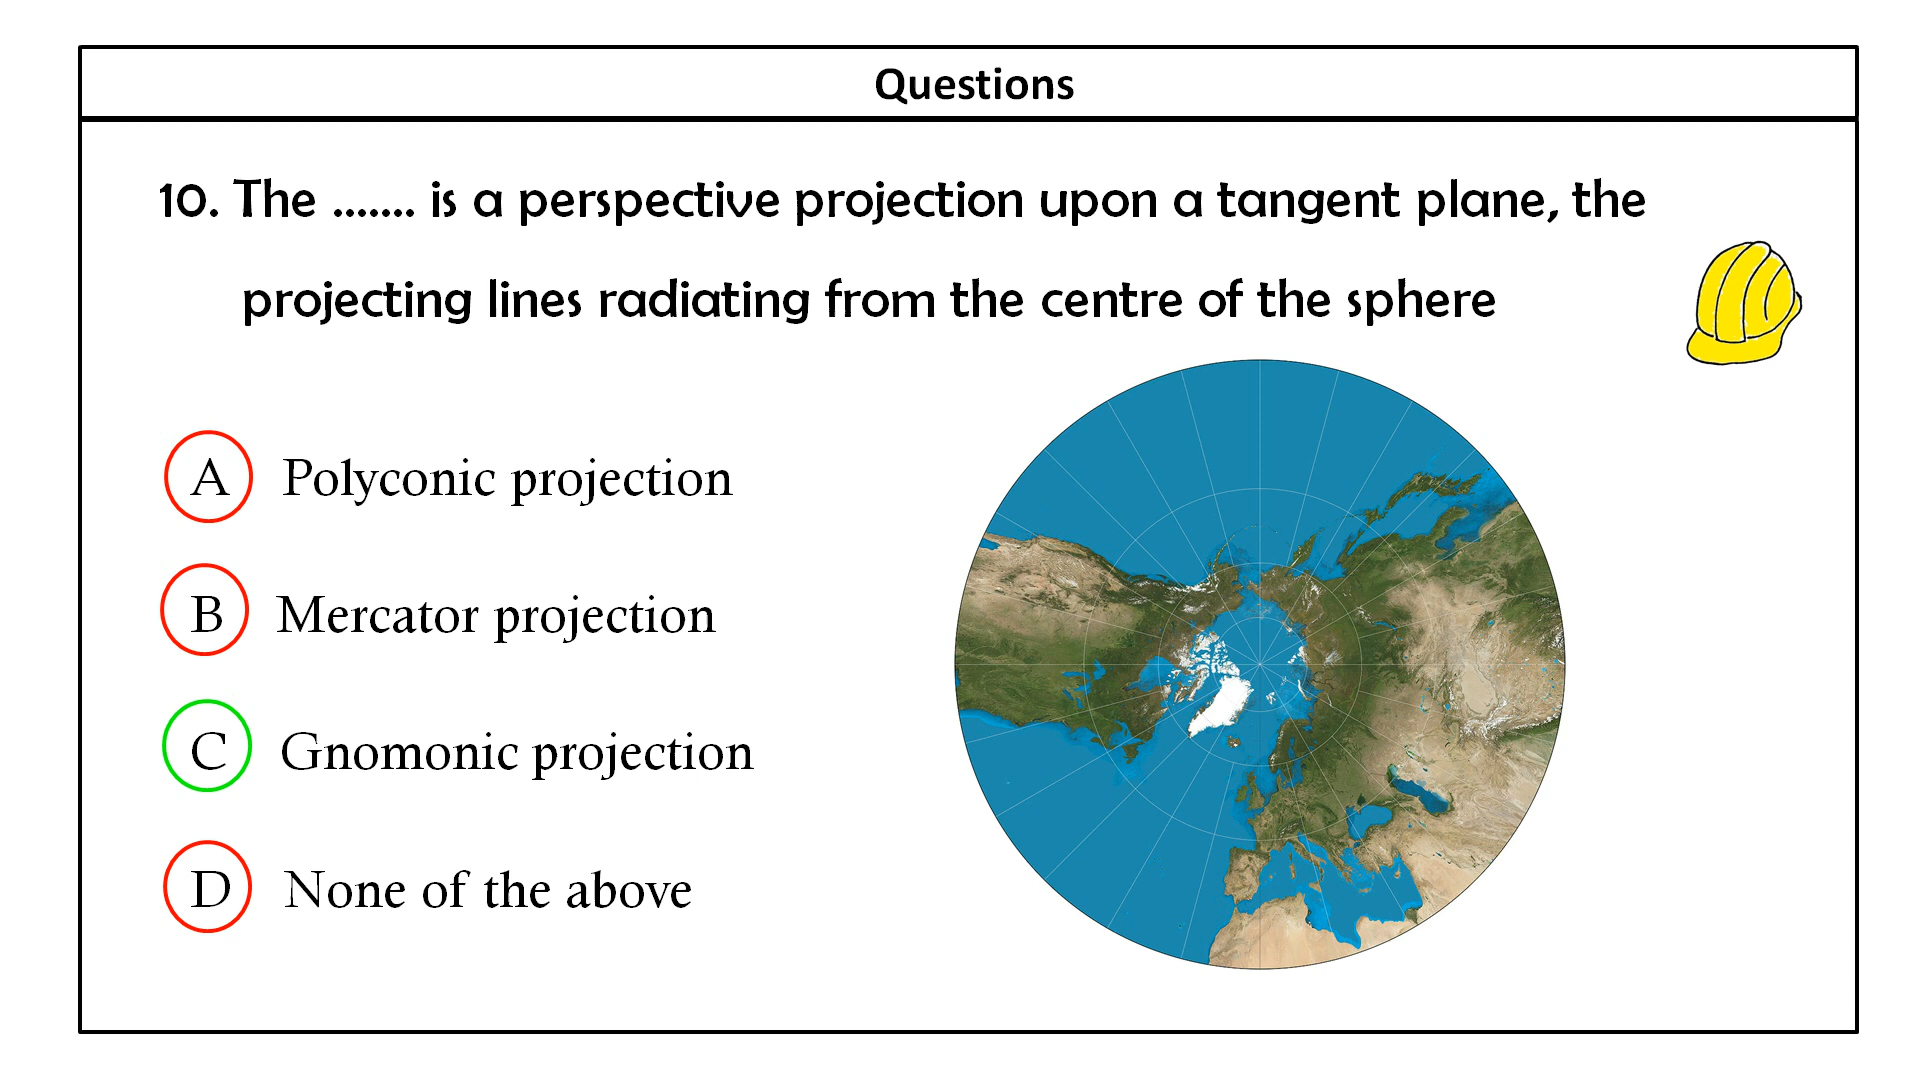 Questions
10. The ....... is a perspective projection upon a tangent plane, the
projecting lines radiating from the centre of the sphere
A Polyconic projection
B Mercator projection
C Gnomonic projection
D None of the above